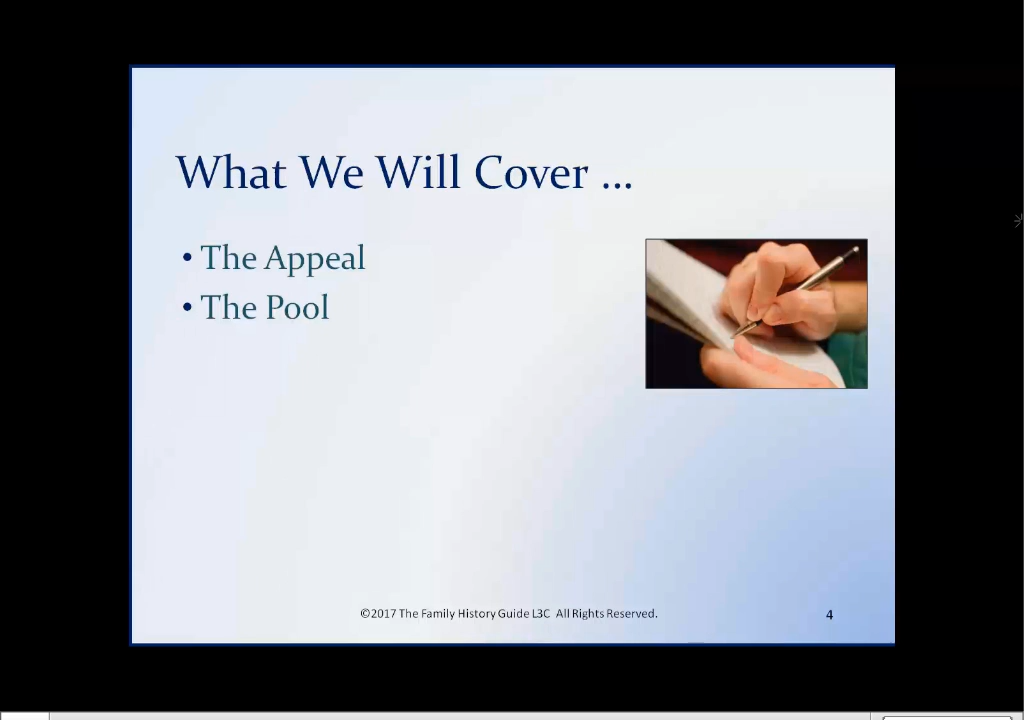 What We Will Cover ...
• The Appeal
• The Pool
©2017 The Family History Guide L3C All Rights Reserved.
4